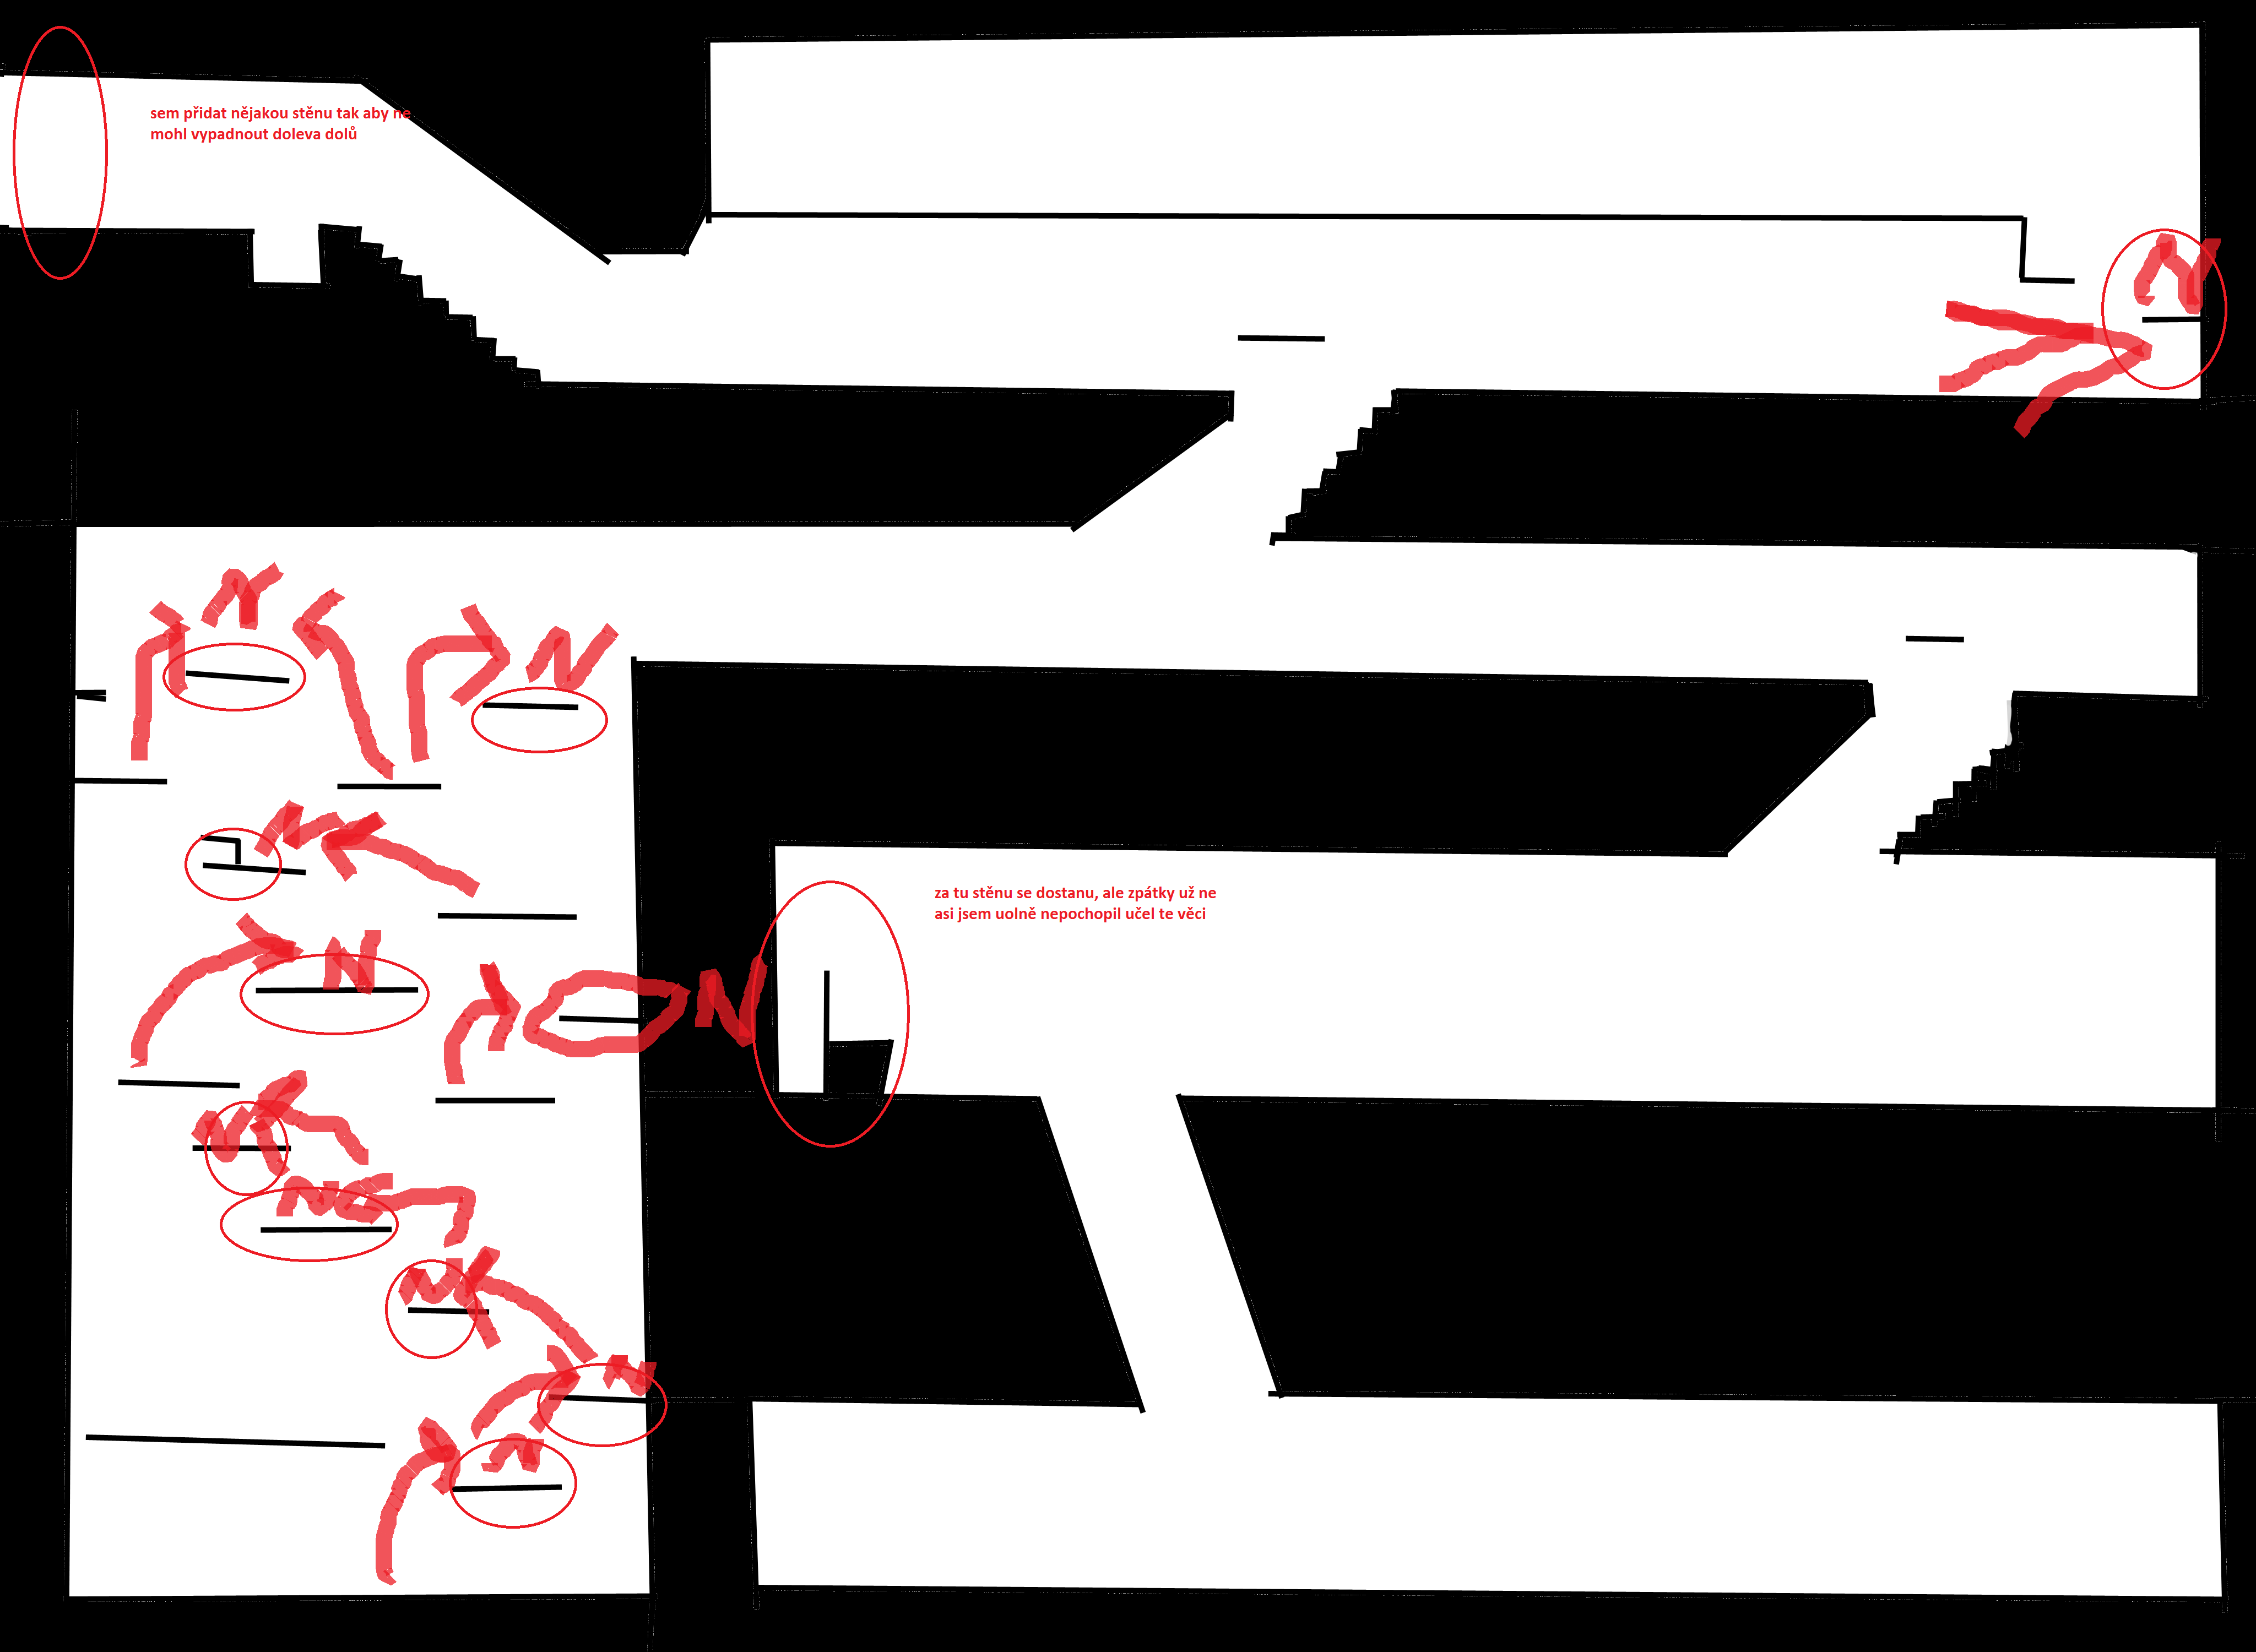 sem přidat nějakou stěnu tak aby ne
mohl vypadnout doleva dolů
za tu stěnu se dostanu, ale zpátky už ne
asi jsem uolně nepochopil učel te věci